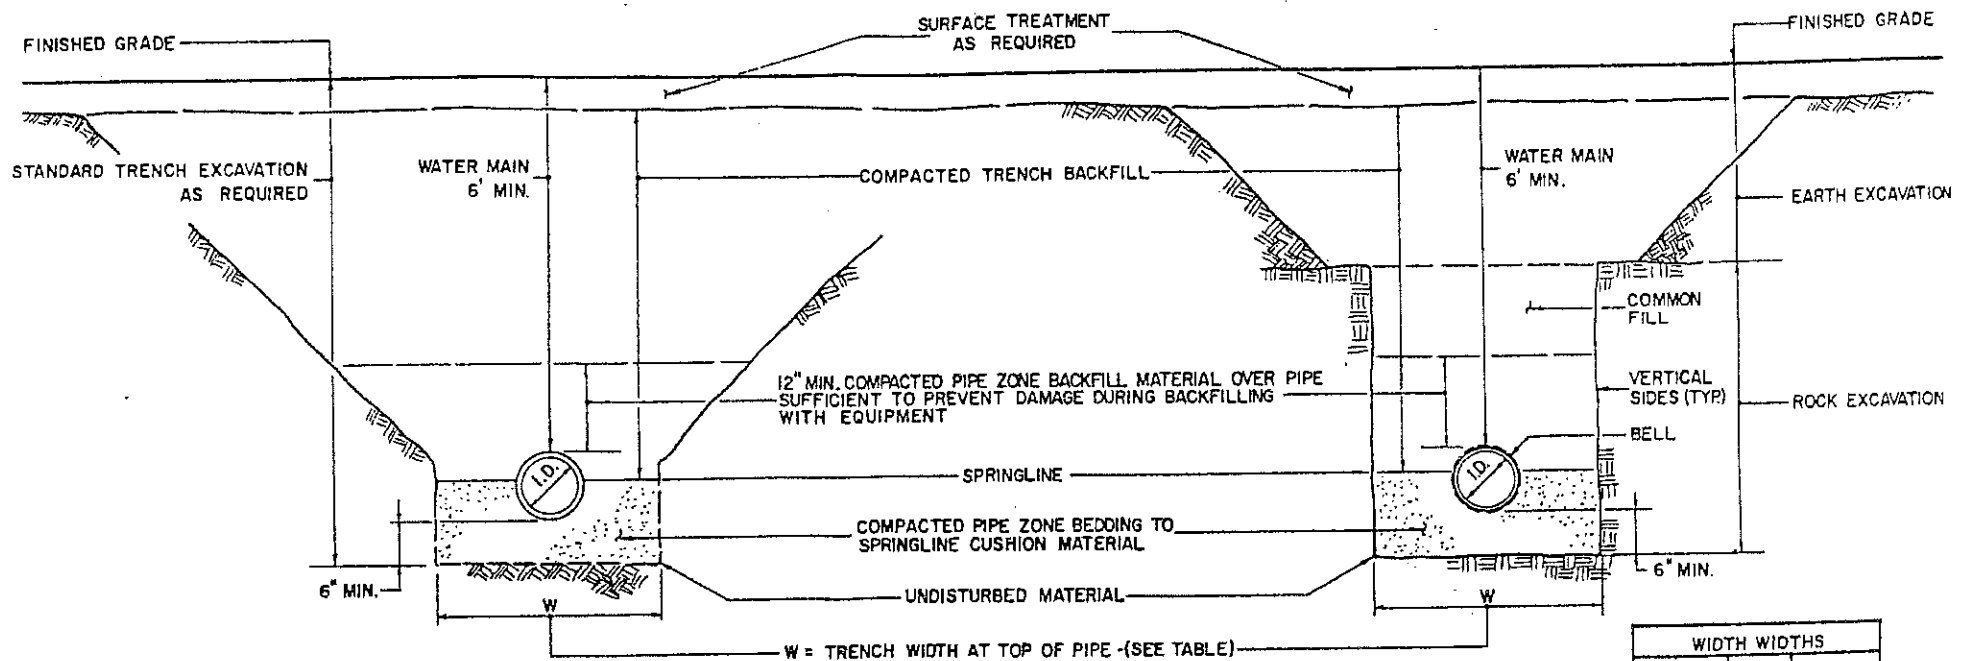 FINISHED GRADE
SURFACE TREATMENT
AS REQUIRED
FINISHED GRADE
STANDARD TRENCH EXCAVATION
AS REQUIRED
WATER MAIN
6' MIN.
COMPACTED TRENCH BACKFILL
WATER MAIN
6' MIN.
EARTH EXCAVATION
COMMON
FILL
12" MIN. COMPACTED PIPE ZONE BACKFILL MATERIAL OVER PIPE
SUFFICIENT TO PREVENT DAMAGE DURING BACKFILLING
WITH EQUIPMENT
VERTICAL
SIDES (TYP.)
ROCK EXCAVATION
BELL
I.D.
SPRINGLINE
I.D.
COMPACTED PIPE ZONE BEDDING TO
SPRINGLINE CUSHION MATERIAL
6" MIN.
UNDISTURBED MATERIAL
6" MIN.
W
W
W = TRENCH WIDTH AT TOP OF PIPE -(SEE TABLE)
WIDTH WIDTHS